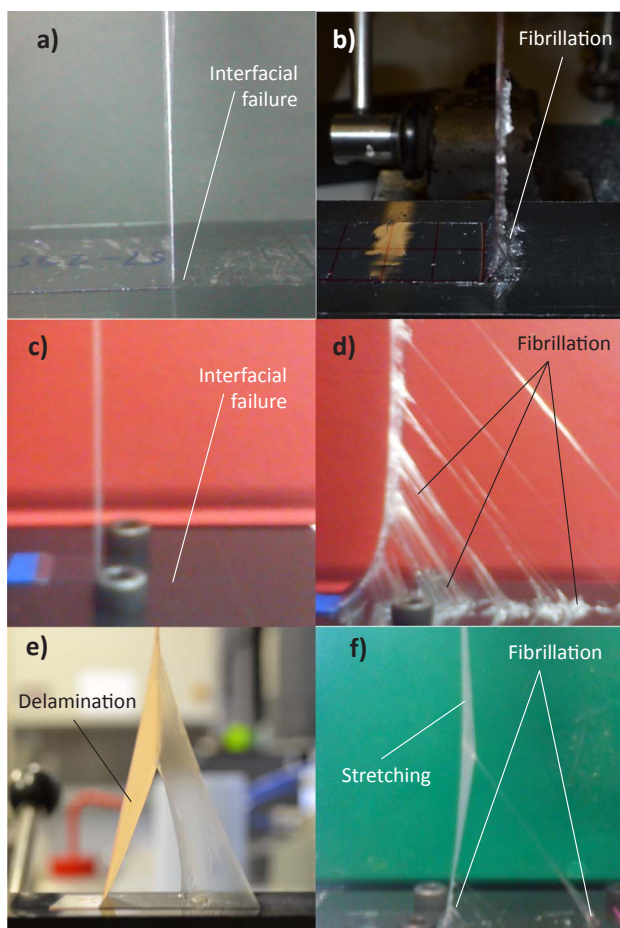 a)
Interfacial
failure
b)
Fibrillation
c)
Interfacial
failure
d)
Fibrillation
e)
Delamination
f)
Fibrillation
Stretching